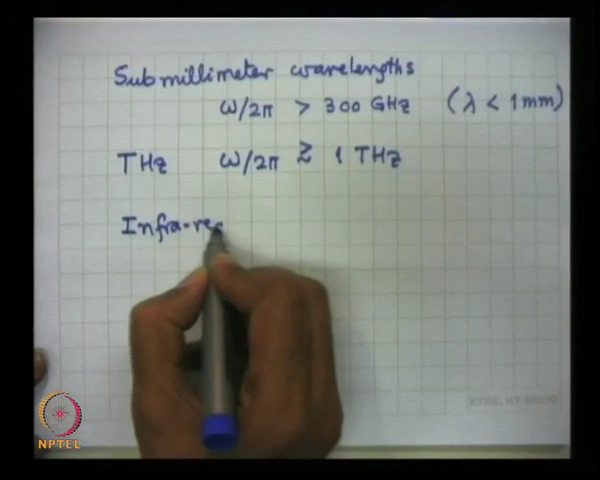 Submillimeter wavelengths
ω/2π > 300 GHz (λ < 1mm)
THz ω/2π ≳ 1 THz
Infra-re
NPTEL